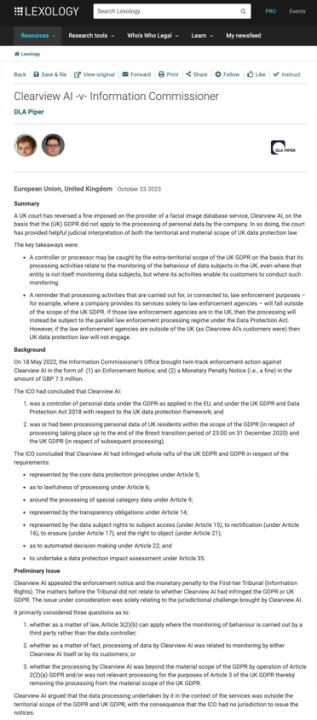 LEXOLOGY
Search Lexology
PRO
Events
Resources
Research tools
Who's Who Legal
Learn
My newsfeed
Lexology
Back
Save & file
View original
Forward
Print
Share
Follow
Like
Instruct
Clearview AI -v- Information Commissioner
DLA Piper
DLA PIPER
European Union, United Kingdom | October 23 2023
Summary
A UK court has reversed a fine imposed on the provider of a facial image database service, Clearview AI, on the
basis that the (UK) GDPR did not apply to the processing of personal data by the company. In so doing, the court
has provided helpful judicial interpretation of both the territorial and material scope of UK data protection law.
The key takeaways were:
• A controller or processor may be caught by the extra-territorial scope of the UK GDPR on the basis that its
processing activities relate to the monitoring of the behaviour of data subjects in the UK, even where that
entity is not itself monitoring data subjects, but where its activities enable its customers to conduct such
monitoring.
• A reminder that processing activities that are carried out for, or connected to, law enforcement purposes –
for example, where a company provides its services solely to law enforcement agencies – will fall outside
of the scope of the UK GDPR. If those law enforcement agencies are in the UK, then the processing will
instead be subject to the parallel law enforcement processing regime under the Data Protection Act.
However, if the law enforcement agencies are outside of the UK (as Clearview AI's customers were) then
UK data protection law will not engage.
Background
On 18 May 2022, the Information Commissioner's Office brought twin-track enforcement action against
Clearview AI in the form of: (1) an Enforcement Notice; and (2) a Monetary Penalty Notice (i.e., a fine) in the
amount of GBP 7.5 million.
The ICO had concluded that Clearview AI:
1. was a controller of personal data under the GDPR as applied in the EU, and under the UK GDPR and Data
Protection Act 2018 with respect to the UK data protection framework; and
2. was or had been processing personal data of UK residents within the scope of the GDPR (in respect of
processing taking place up to the end of the Brexit transition period of 23:00 on 31 December 2020) and
the UK GDPR (in respect of subsequent processing).
The ICO concluded that Clearview AI had infringed whole rafts of the UK GDPR and GDPR in respect of the
requirements:
• represented by the core data protection principles under Article 5;
• as to lawfulness of processing under Article 6;
• around the processing of special category data under Article 9;
• represented by the transparency obligations under Article 14;
• represented by the data subject rights to subject access (under Article 15), to rectification (under Article
16), to erasure (under Article 17), and the right to object (under Article 21);
• as to automated decision making under Article 22; and
• to undertake a data protection impact assessment under Article 35.
Preliminary Issue
Clearview AI appealed the enforcement notice and the monetary penalty to the First-tier Tribunal (Information
Rights). The matters before the Tribunal did not relate to whether Clearview AI had infringed the GDPR or UK
GDPR. The issue under consideration was solely relating to the jurisdictional challenge brought by Clearview AI.
It primarily considered three questions as to:
1. whether as a matter of law, Article 3(2)(b) can apply where the monitoring of behaviour is carried out by a
third party rather than the data controller;
2. whether as a matter of fact, processing of data by Clearview AI was related to monitoring by either
Clearview AI itself or by its customers; or
3. whether the processing by Clearview AI was beyond the material scope of the GDPR by operation of Article
2(2)(a) GDPR and/or was not relevant processing for the purposes of Article 3 of the UK GDPR thereby
removing the processing from the material scope of the UK GDPR.
Clearview AI argued that the data processing undertaken by it in the context of the services was outside the
territorial scope of the GDPR and UK GDPR, with the consequence that the ICO had no jurisdiction to issue the
notices.